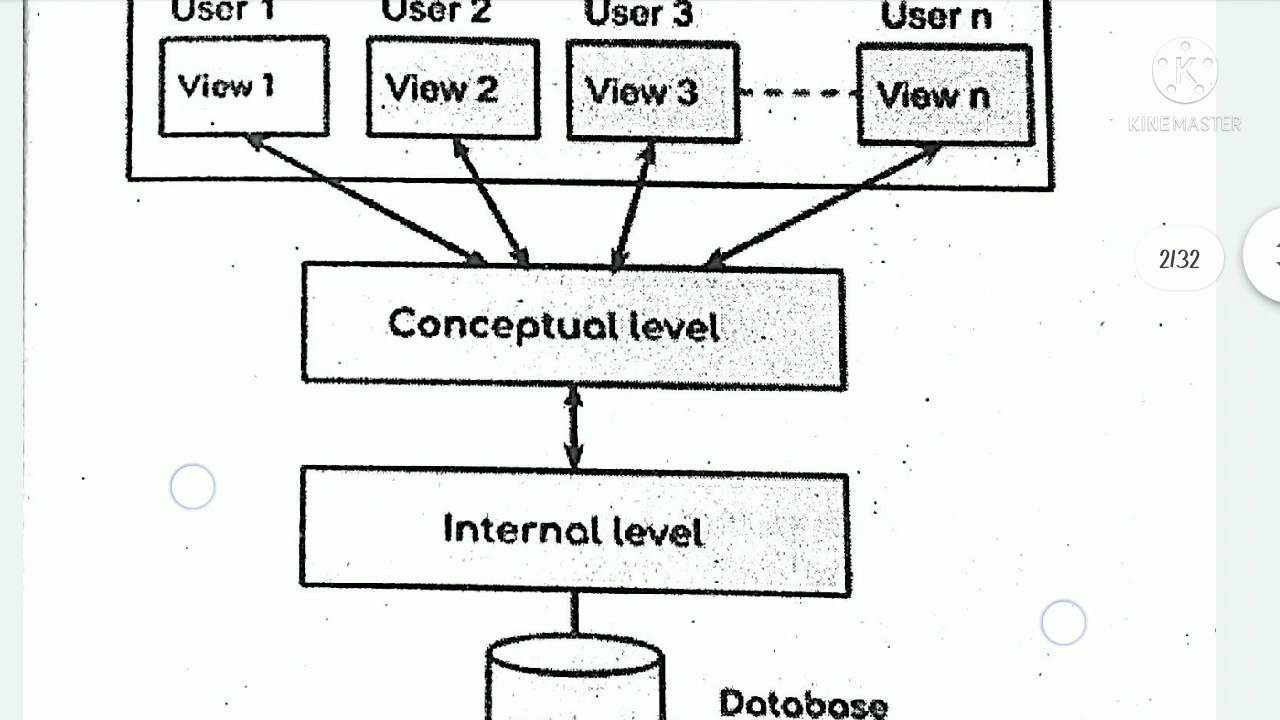 User 1 User 2 User 3 User n
View 1 View 2 View 3 View n
KINEMASTER
2/32
Conceptual level
Internal level
Database